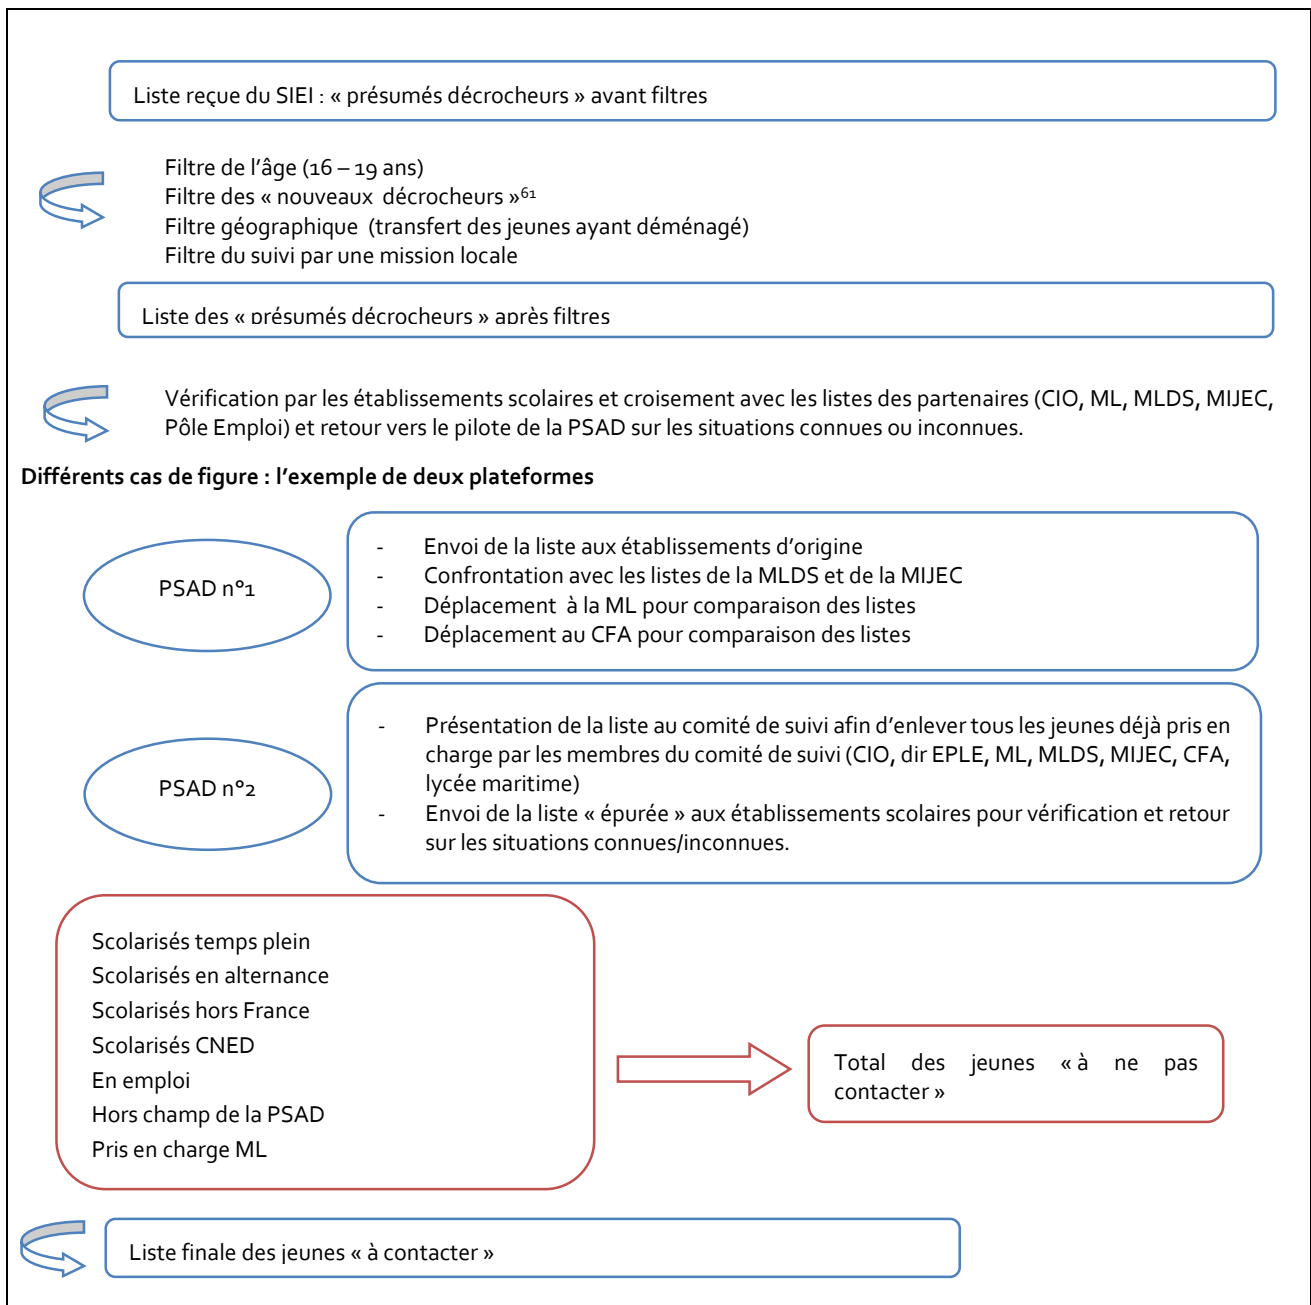 Liste reçue du SIEI : « présumés décrocheurs » avant filtres
Filtre de l’âge (16 – 19 ans)
Filtre des « nouveaux décrocheurs »61
Filtre géographique (transfert des jeunes ayant déménagé)
Filtre du suivi par une mission locale
Liste des « présumés décrocheurs » après filtres
Vérification par les établissements scolaires et croisement avec les listes des partenaires (CIO, ML, MLDS, MIJEC,
Pôle Emploi) et retour vers le pilote de la PSAD sur les situations connues ou inconnues.
Différents cas de figure : l’exemple de deux plateformes
PSAD n°1
- Envoi de la liste aux établissements d’origine
- Confrontation avec les listes de la MLDS et de la MIJEC
- Déplacement à la ML pour comparaison des listes
- Déplacement au CFA pour comparaison des listes
PSAD n°2
- Présentation de la liste au comité de suivi afin d’enlever tous les jeunes déjà pris en
charge par les membres du comité de suivi (CIO, dir EPLE, ML, MLDS, MIJEC, CFA,
lycée maritime)
- Envoi de la liste « épurée » aux établissements scolaires pour vérification et retour
sur les situations connues/inconnues.
Scolarisés temps plein
Scolarisés en alternance
Scolarisés hors France
Scolarisés CNED
En emploi
Hors champ de la PSAD
Pris en charge ML
Total des jeunes « à ne pas
contacter »
Liste finale des jeunes « à contacter »